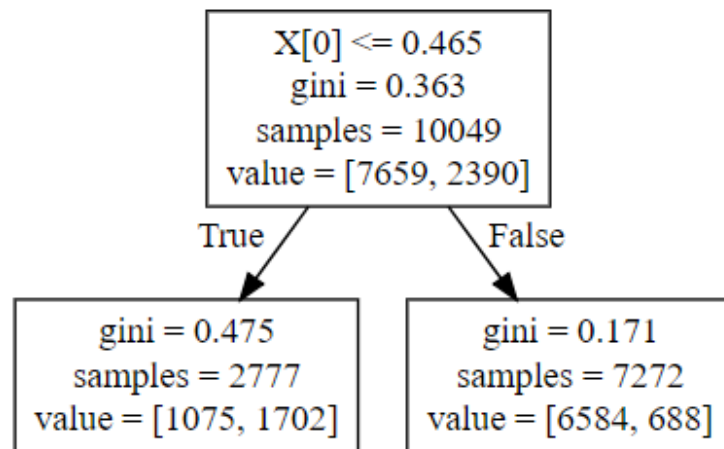 X[0] <= 0.465
gini = 0.363
samples = 10049
value = [7659, 2390]
True
False
gini = 0.475
samples = 2777
value = [1075, 1702]
gini = 0.171
samples = 7272
value = [6584, 688]